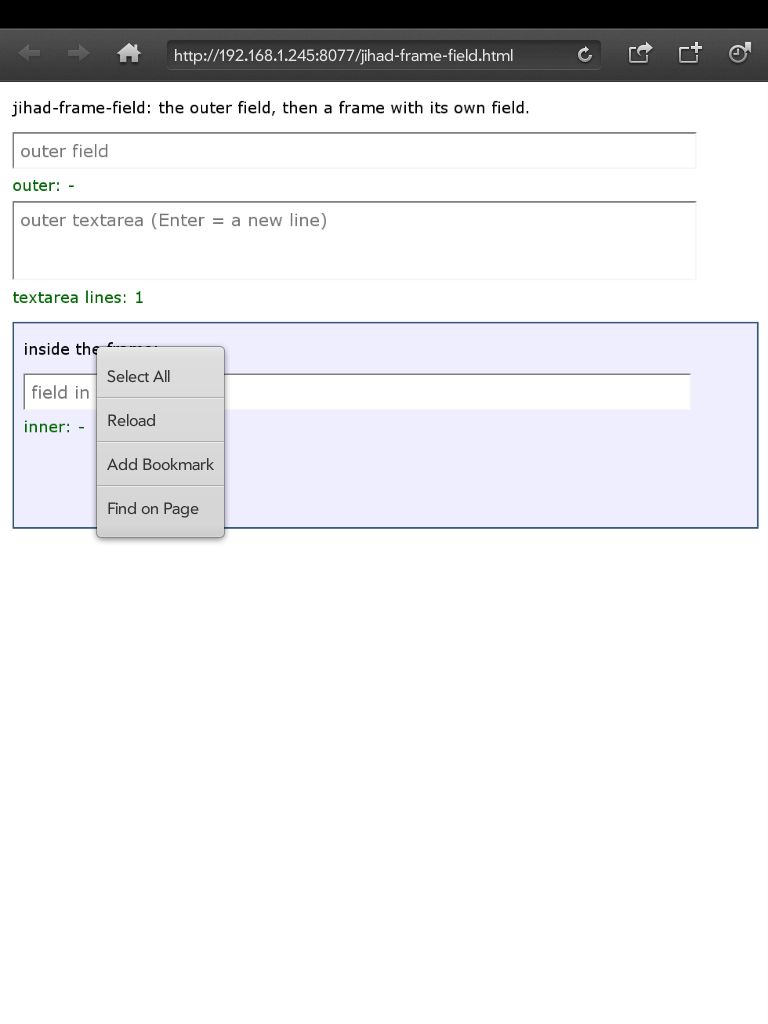 http://192.168.1.245:8077/jihad-frame-field.html
jihad-frame-field: the outer field, then a frame with its own field.
outer field
outer: -
outer textarea (Enter = a new line)
textarea lines: 1
inside the frame:
Select All
field in
Reload
inner: -
Add Bookmark
Find on Page